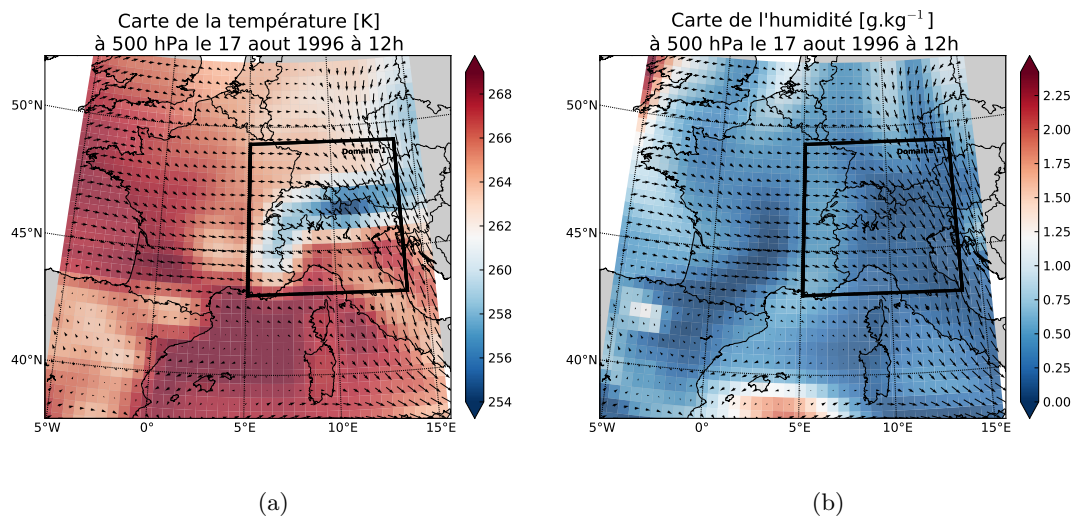 Carte de la température [K]
à 500 hPa le 17 aout 1996 à 12h
50°N
45°N
40°N
5°W
0°
5°E
10°E
15°E
Domaine 1
268
266
264
262
260
258
256
254
(a)
Carte de l'humidité [g.kg⁻¹]
à 500 hPa le 17 aout 1996 à 12h
50°N
45°N
40°N
5°W
0°
5°E
10°E
15°E
Domaine 1
2.25
2.00
1.75
1.50
1.25
1.00
0.75
0.50
0.25
0.00
(b)